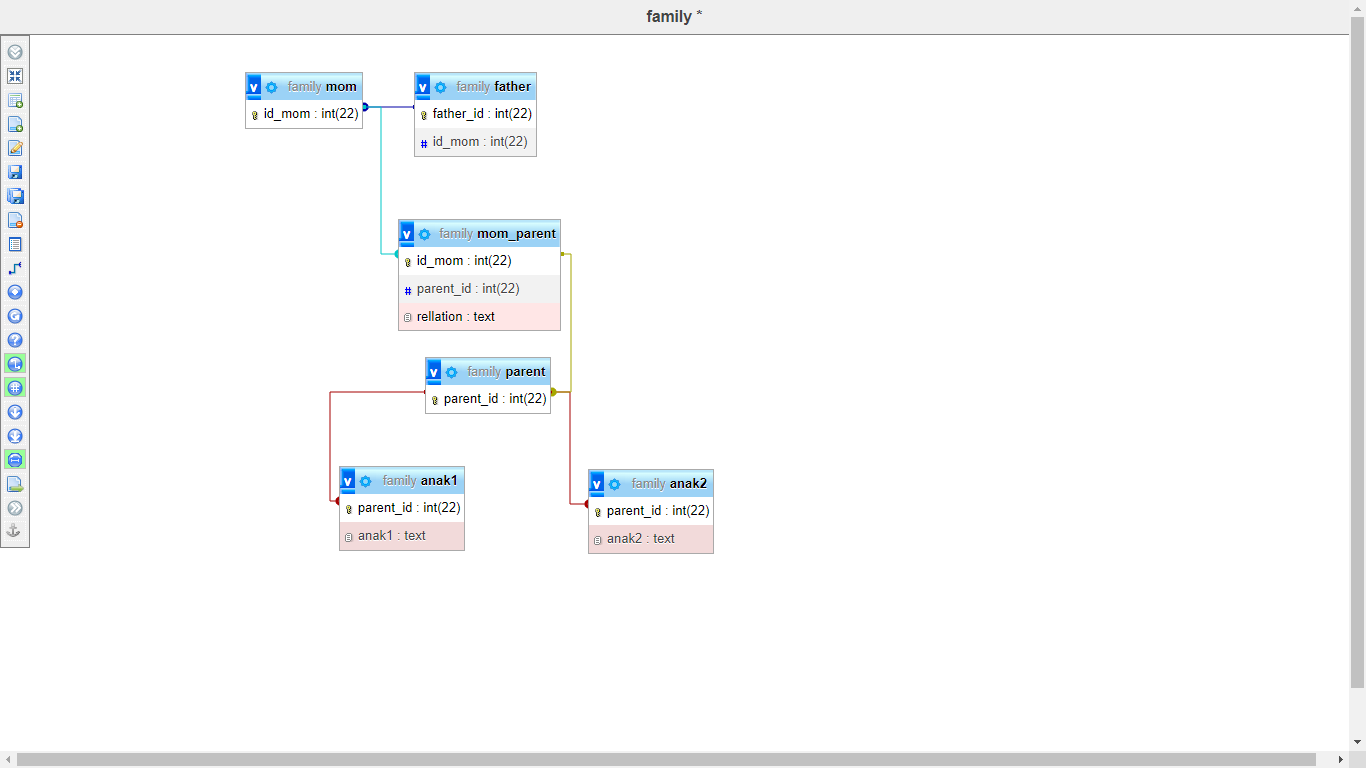 family *
v family mom
id_mom : int(22)
v family father
father_id : int(22)
# id_mom : int(22)
v family mom_parent
id_mom : int(22)
# parent_id : int(22)
rellation : text
v family parent
parent_id : int(22)
v family anak1
parent_id : int(22)
anak1 : text
v family anak2
parent_id : int(22)
anak2 : text